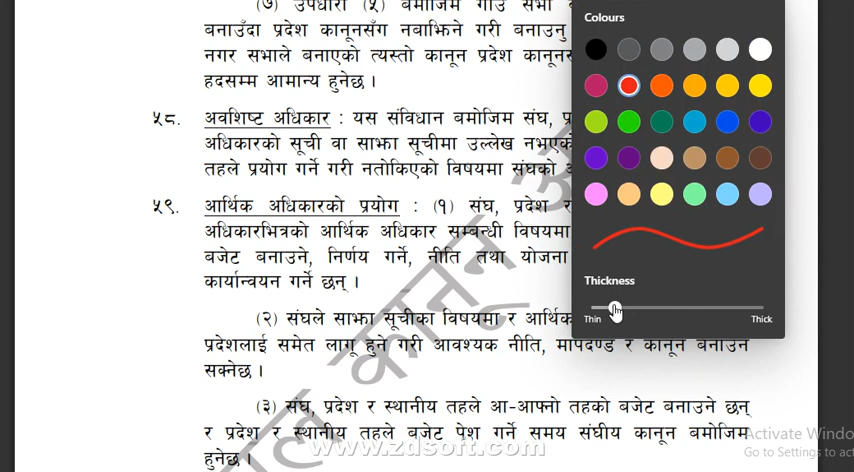 (७) उपधारा (५) बमोजिम गाउँ सभा
बनाउँदा प्रदेश कानूनसँग नबाझिने गरी बनाउनु
नगर सभाले बनाएको त्यस्तो कानून प्रदेश कानूनस
हदसम्म आमान्य हुनेछ ।
५८. अवशिष्ट अधिकार : यस संविधान बमोजिम संघ, प्र
अधिकारको सूची वा साझा सूचीमा उल्लेख नभएको
तहले प्रयोग गर्ने गरी नतोकिएको विषयमा संघको अ
५९. आर्थिक अधिकारको प्रयोग : (१) संघ, प्रदेश र
अधिकारभित्रको आर्थिक अधिकार सम्बन्धी विषयमा
बजेट बनाउने, निर्णय गर्ने, नीति तथा योजना
कार्यान्वयन गर्ने छन् ।
(२) संघले साझा सूचीका विषयमा र आर्थिक
प्रदेशलाई समेत लागू हुने गरी आवश्यक नीति, मापदण्ड र कानून बनाउन
सक्नेछ ।
(३) संघ, प्रदेश र स्थानीय तहले आ-आफ्नो तहको बजेट बनाउने छन्
र प्रदेश र स्थानीय तहले बजेट पेश गर्ने समय संघीय कानून बमोजिम
हुनेछ ।
Colours
Thickness
Thin Thick
कानून
www.zdsoft.com
Activate Windo
Go to Settings to act